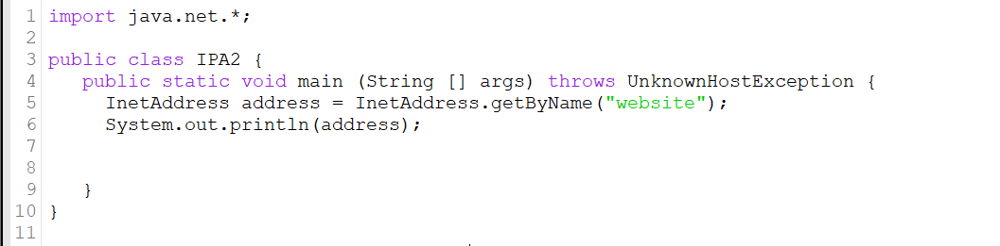 1 import java.net.*;
2
3 public class IPA2 {
4 public static void main (String [] args) throws UnknownHostException {
5 InetAddress address = InetAddress.getByName("website");
6 System.out.println(address);
7
8
9 }
10 }
11